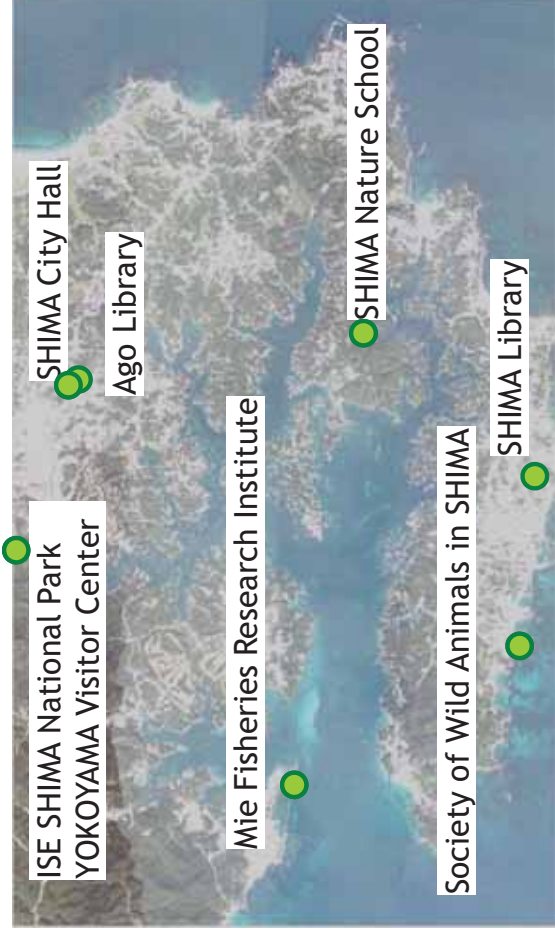 ISE SHIMA National Park
YOKOYAMA Visitor Center
SHIMA City Hall
Ago Library
Mie Fisheries Research Institute
SHIMA Nature School
Society of Wild Animals in SHIMA
SHIMA Library